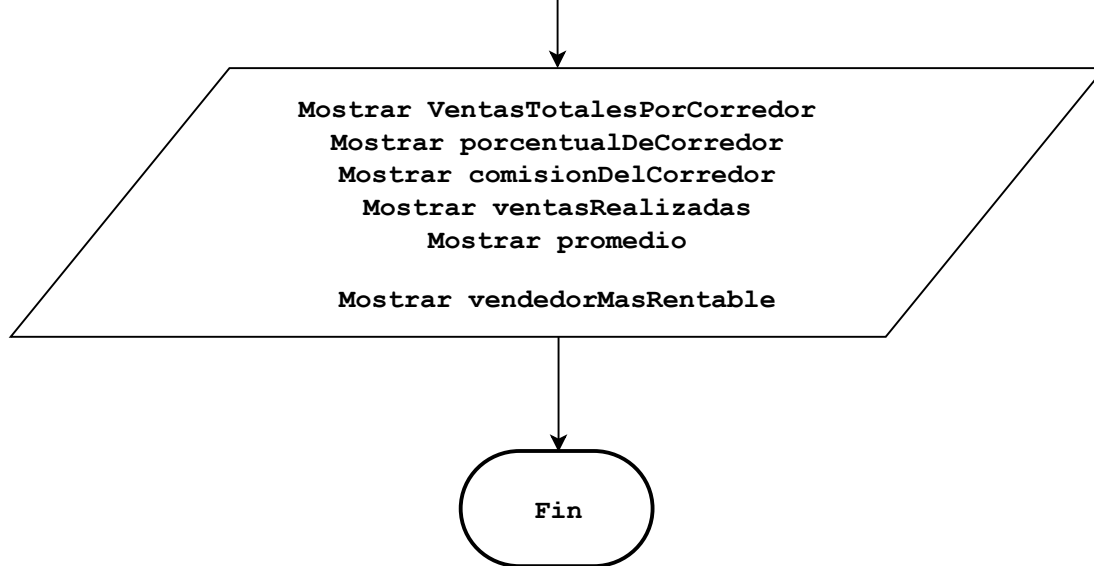 Mostrar VentasTotalesPorCorredor
Mostrar porcentualDeCorredor
Mostrar comisionDelCorredor
Mostrar ventasRealizadas
Mostrar promedio
Mostrar vendedorMasRentable
Fin